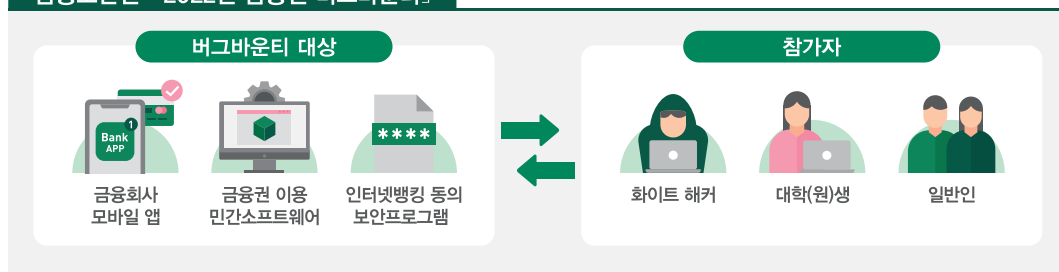 버그바운티 대상
참가자
Bank
APP
1
****
금융회사
모바일 앱
금융권 이용
민간소프트웨어
인터넷뱅킹 동의
보안프로그램
화이트 해커
대학(원)생
일반인